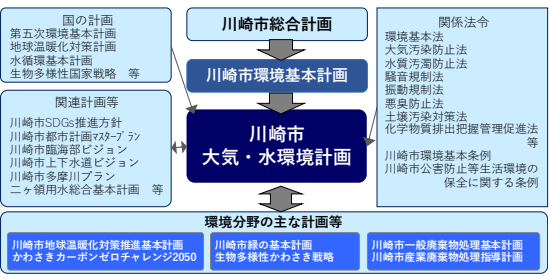 国の計画
第五次環境基本計画
地球温暖化対策計画
水循環基本計画
生物多様性国家戦略　等
関連計画等
川崎市SDGs推進方針
川崎市都市計画ﾏｽﾀｰﾌﾟﾗﾝ
川崎市臨海部ビジョン
川崎市上下水道ビジョン
川崎市多摩川プラン
二ヶ領用水総合基本計画　等
川崎市総合計画
川崎市環境基本計画
川崎市
大気・水環境計画
関係法令
環境基本法
大気汚染防止法
水質汚濁防止法
騒音規制法
振動規制法
悪臭防止法
土壌汚染対策法
化学物質排出把握管理促進法
等
川崎市環境基本条例
川崎市公害防止等生活環境の
保全に関する条例
環境分野の主な計画等
川崎市地球温暖化対策推進基本計画
かわさきカーボンゼロチャレンジ2050
川崎市緑の基本計画
生物多様性かわさき戦略
川崎市一般廃棄物処理基本計画
川崎市産業廃棄物処理指導計画